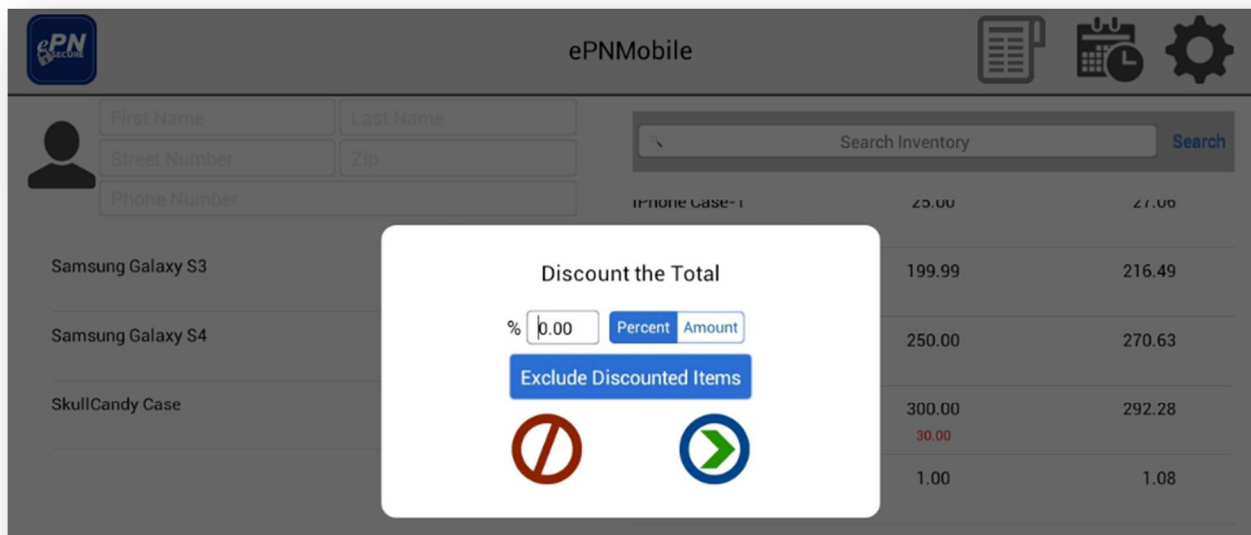 ePN
SECURE
ePNMobile
First Name Last Name
Street Number Zip
Phone Number
Search Inventory Search
iPhone Case-1 25.00 27.06
Samsung Galaxy S3 199.99 216.49
Samsung Galaxy S4 250.00 270.63
SkullCandy Case 300.00 292.28
30.00
1.00 1.08
Discount the Total
% 0.00 Percent Amount
Exclude Discounted Items